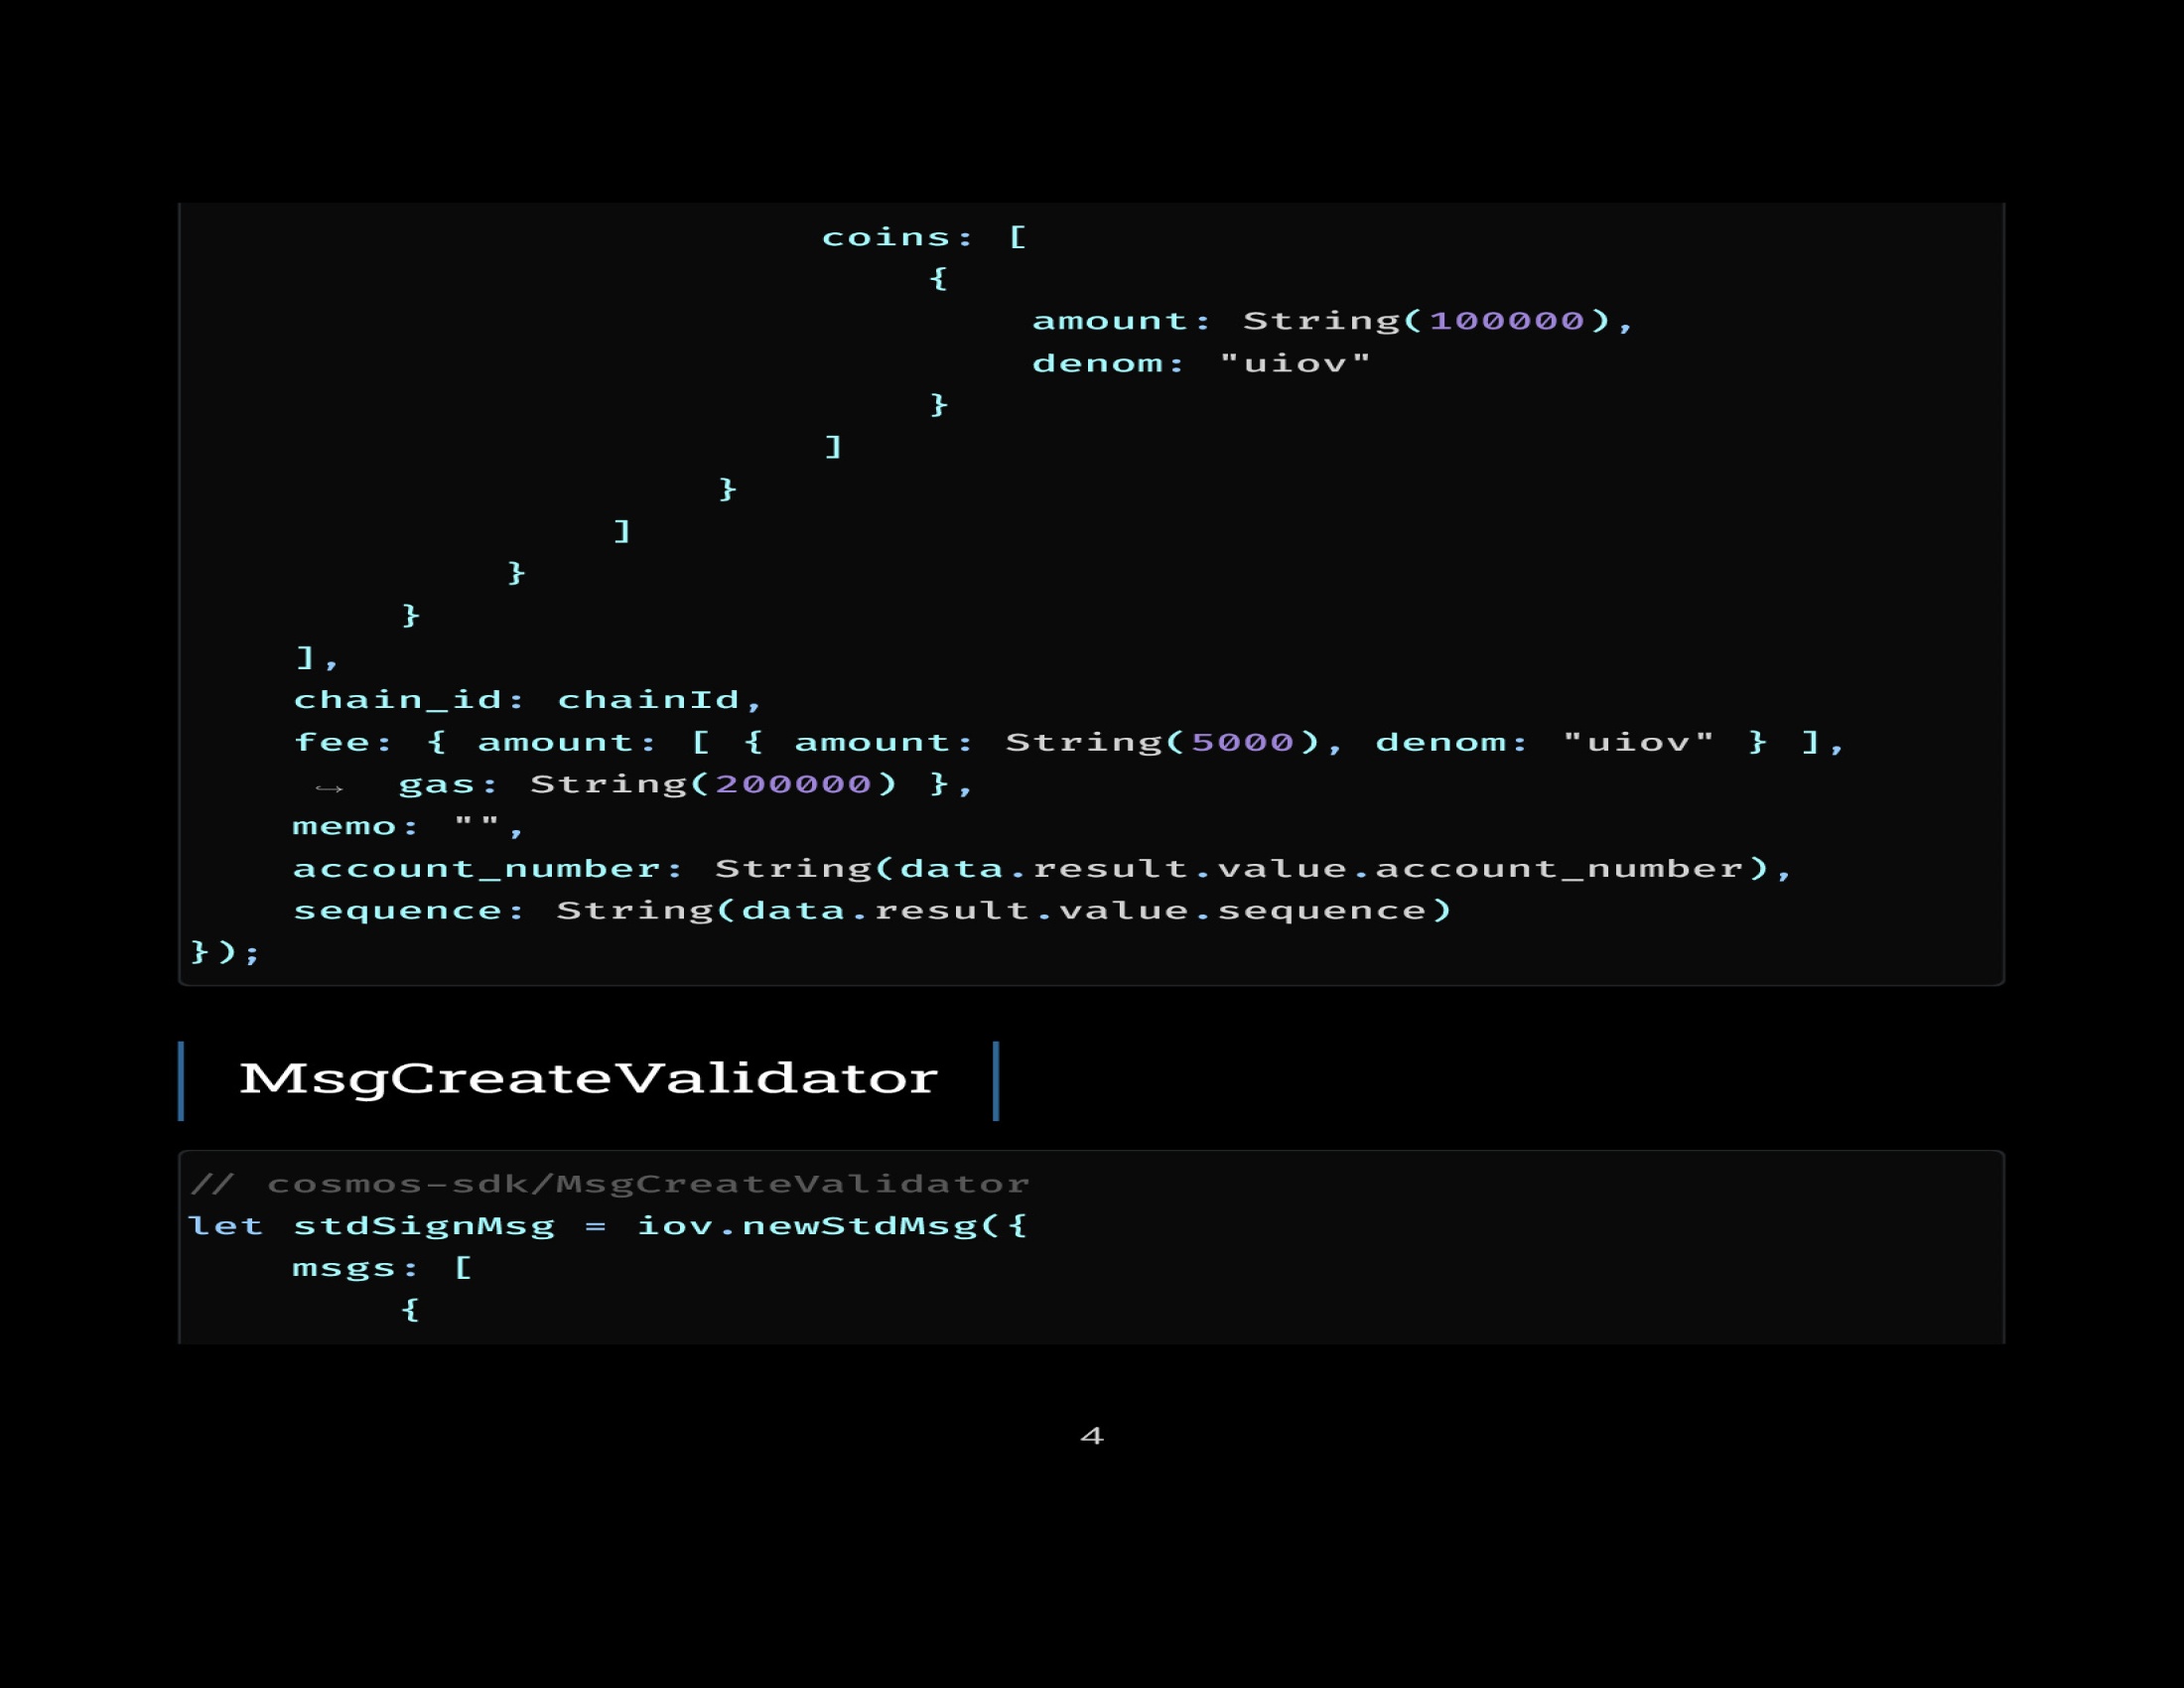 coins: [
{
amount: String(100000),
denom: "uiov"
}
]
}
]
}
}
],
chain_id: chainId,
fee: { amount: [ { amount: String(5000), denom: "uiov" } ],
↪ gas: String(200000) },
memo: "",
account_number: String(data.result.value.account_number),
sequence: String(data.result.value.sequence)
});
MsgCreateValidator
// cosmos-sdk/MsgCreateValidator
let stdSignMsg = iov.newStdMsg({
msgs: [
{
4